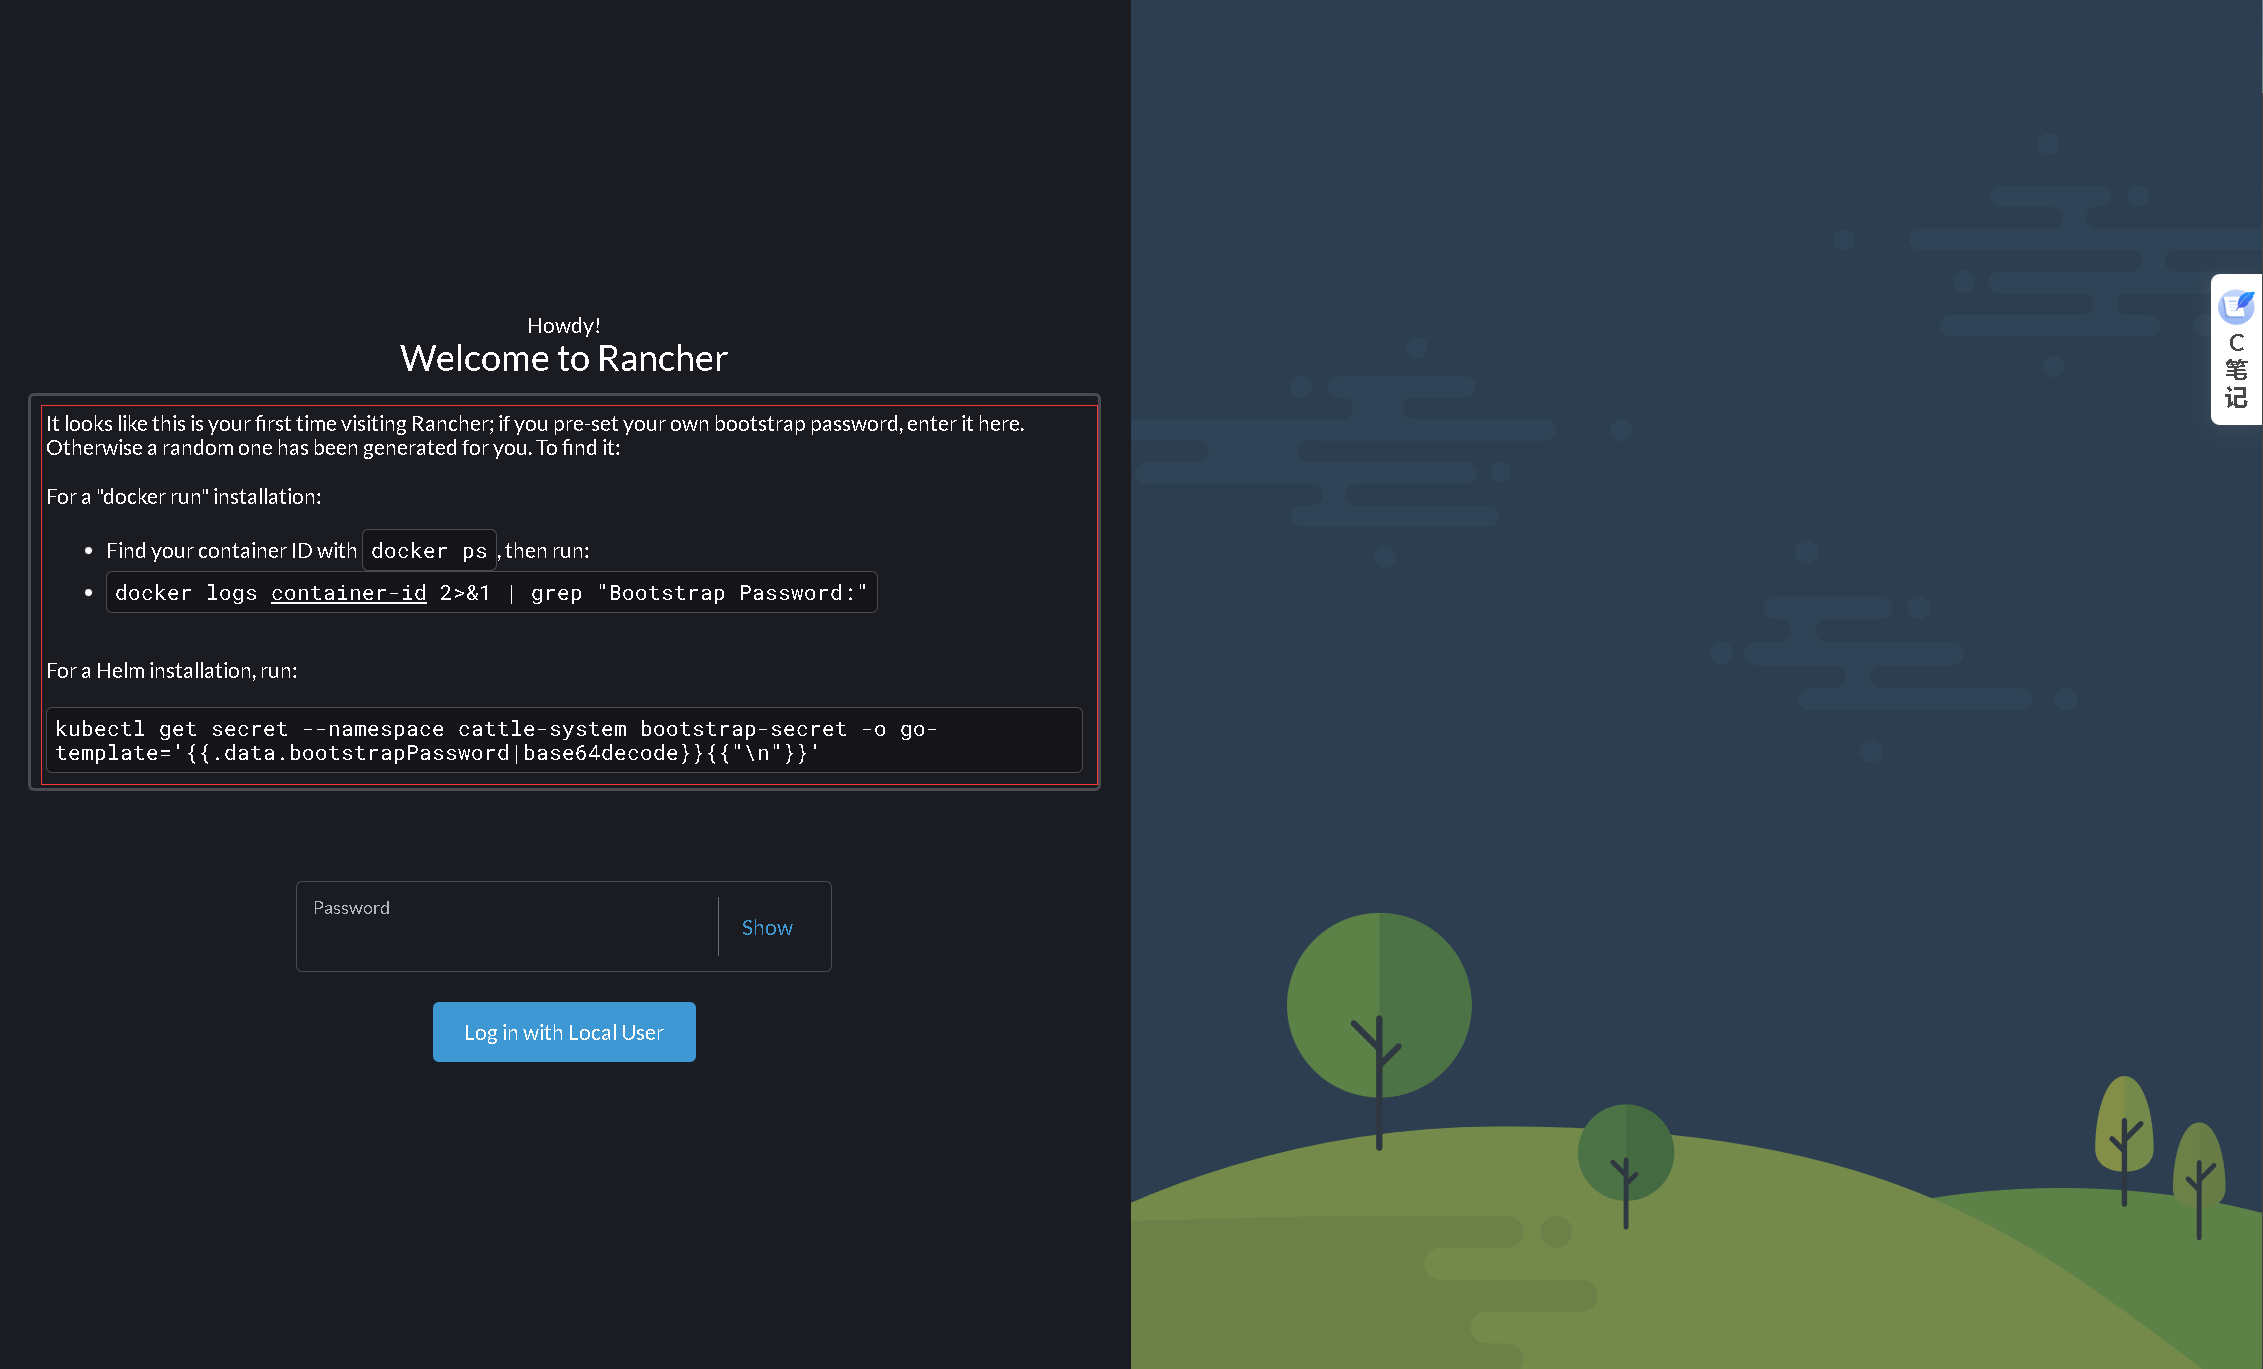 Howdy!
Welcome to Rancher
It looks like this is your first time visiting Rancher; if you pre-set your own bootstrap password, enter it here.
Otherwise a random one has been generated for you. To find it:
For a "docker run" installation:
Find your container ID with docker ps, then run:
docker logs container-id 2>&1 | grep "Bootstrap Password:"
For a Helm installation, run:
kubectl get secret --namespace cattle-system bootstrap-secret -o go-
template='{{.data.bootstrapPassword|base64decode}}{{"\n"}}'
Password
Show
Log in with Local User
C
笔
记